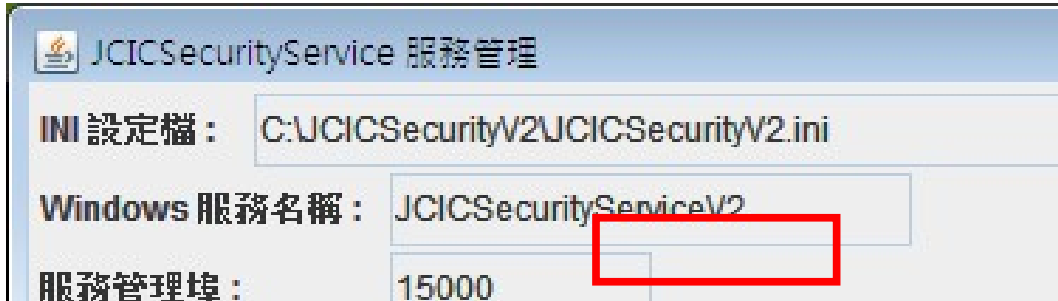 JCICSecurityService 服務管理
INI 設定檔： C:\JCICSecurityV2\JCICSecurityV2.ini
Windows 服務名稱： JCICSecurityServiceV2
服務管理埠： 15000